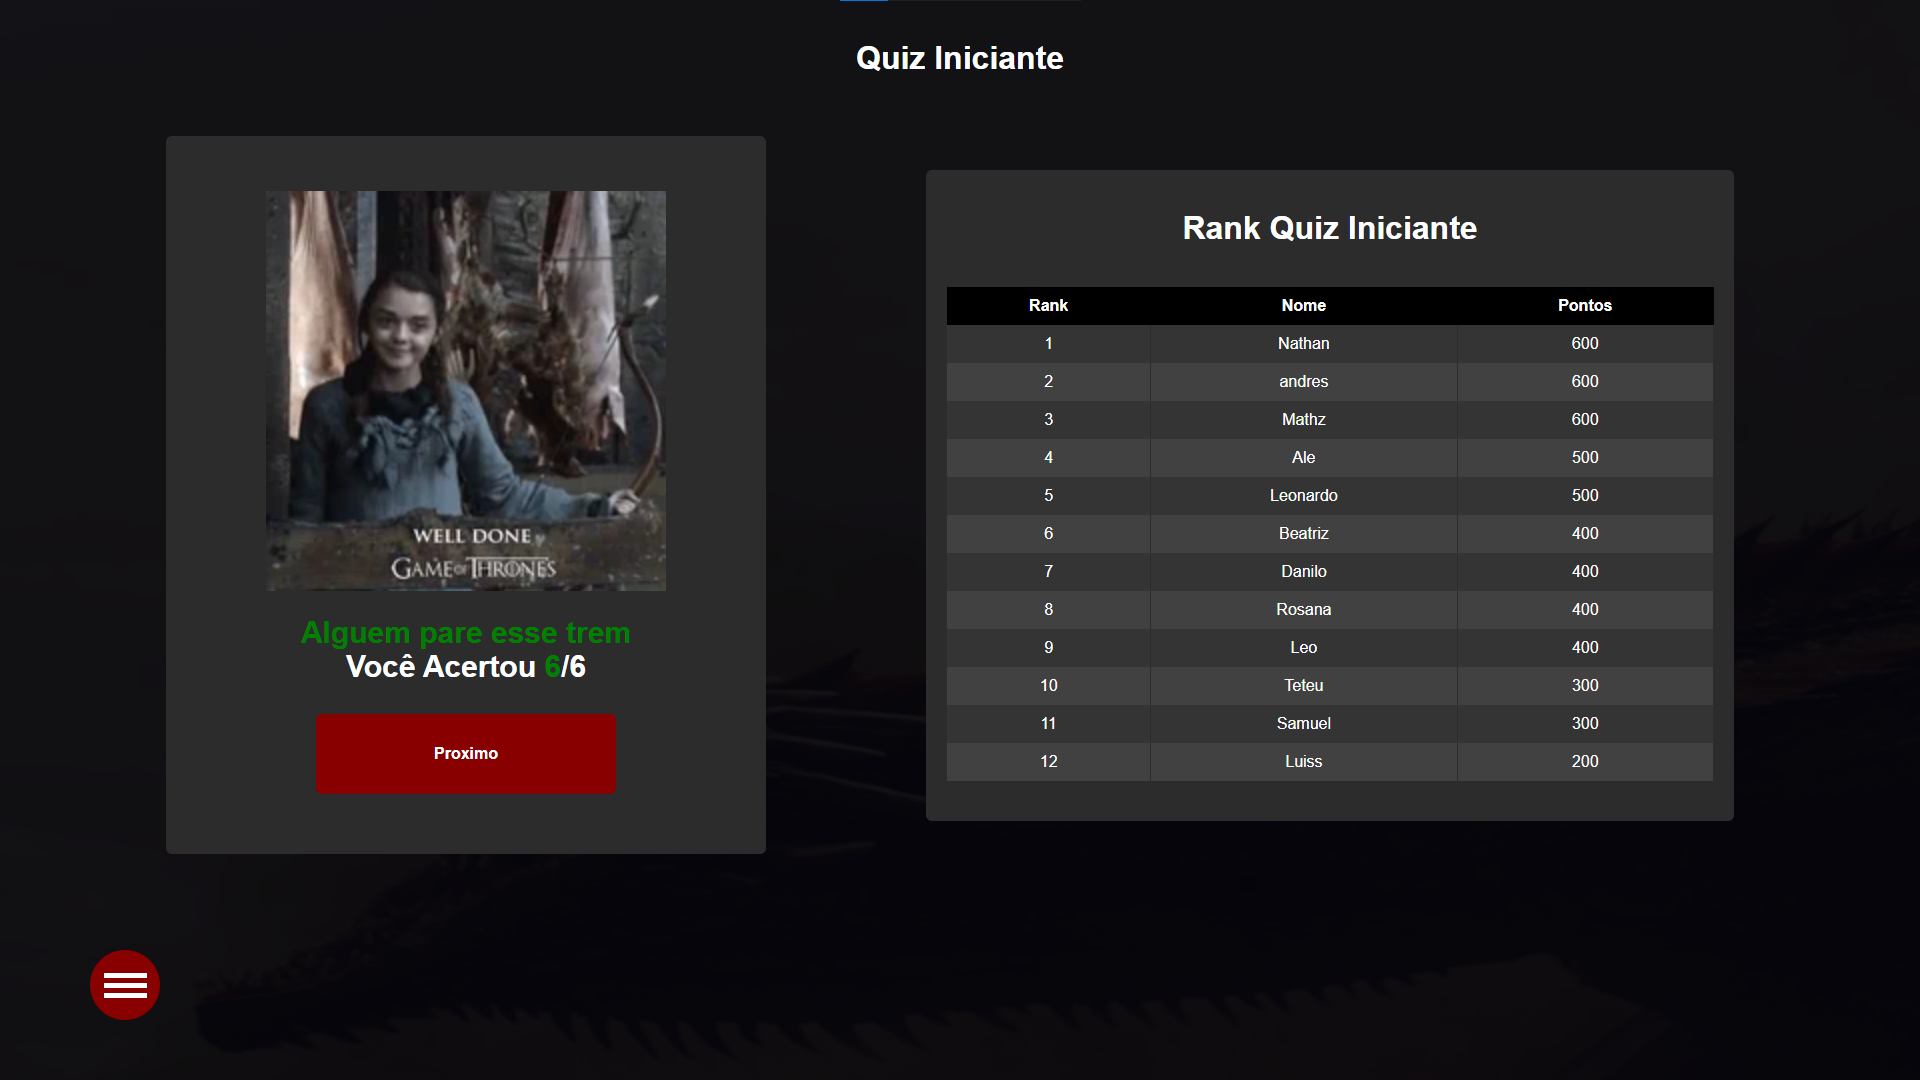 Quiz Iniciante
WELL DONE
GAME OF THRONES
Alguem pare esse trem
Você Acertou 6/6
Proximo
Rank Quiz Iniciante
Rank Nome Pontos
1 Nathan 600
2 andres 600
3 Mathz 600
4 Ale 500
5 Leonardo 500
6 Beatriz 400
7 Danilo 400
8 Rosana 400
9 Leo 400
10 Teteu 300
11 Samuel 300
12 Luiss 200